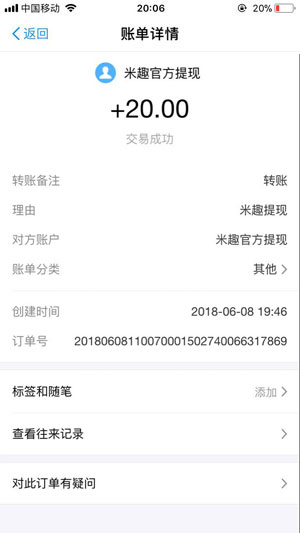 中国移动 20:06 20%
返回 账单详情
米趣官方提现
+20.00
交易成功
转账备注 转账
理由 米趣提现
对方账户 米趣官方提现
账单分类 其他
创建时间 2018-06-08 19:46
订单号 20180608110070001502740066317869
标签和随笔 添加
查看往来记录
对此订单有疑问